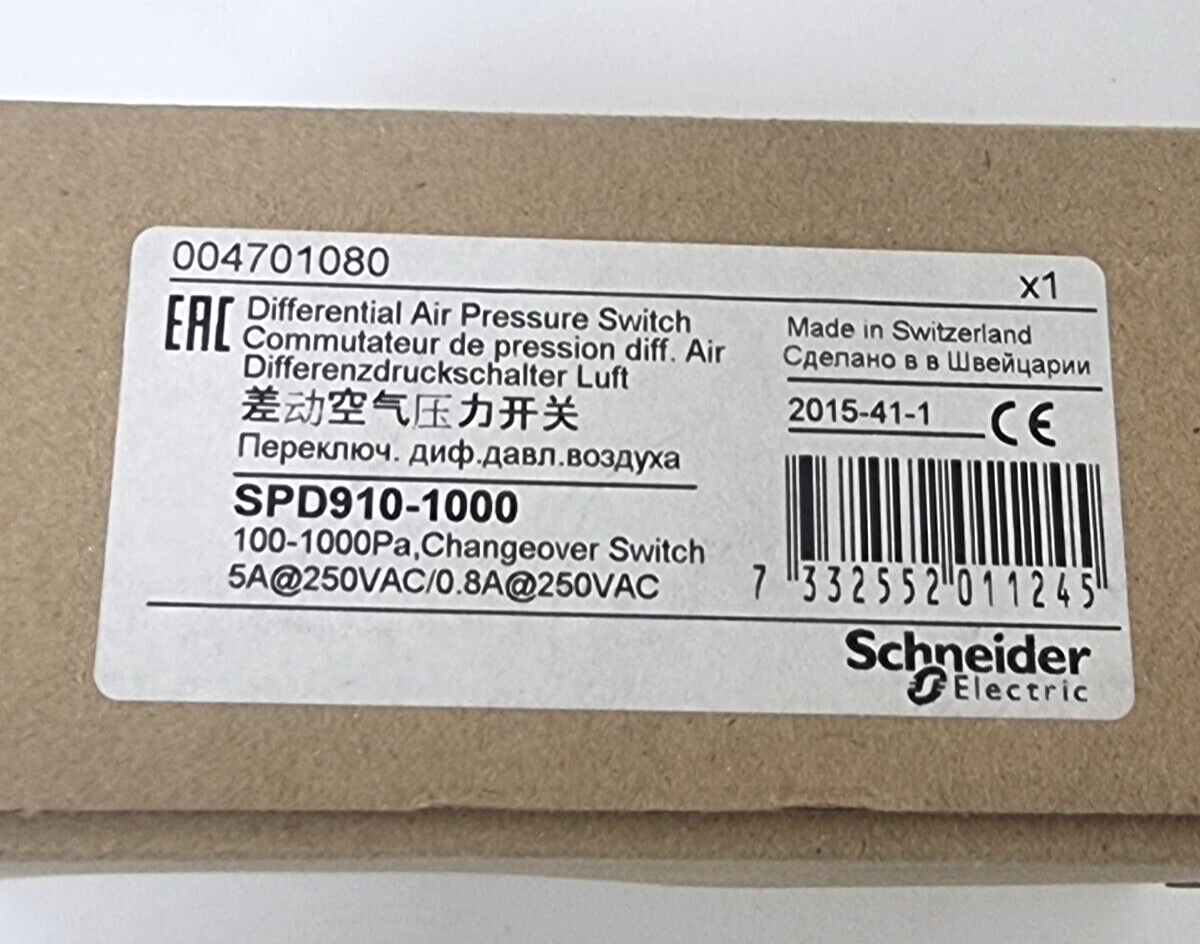 004701080
x1
EAC
Differential Air Pressure Switch
Commutateur de pression diff. Air
Differenzdruckschalter Luft
差动空气压力开关
Переключ. диф.давл.воздуха
Made in Switzerland
Сделано в в Швейцарии
2015-41-1
CE
SPD910-1000
100-1000Pa,Changeover Switch
5A@250VAC/0.8A@250VAC
7 332552 011245
Schneider
Electric